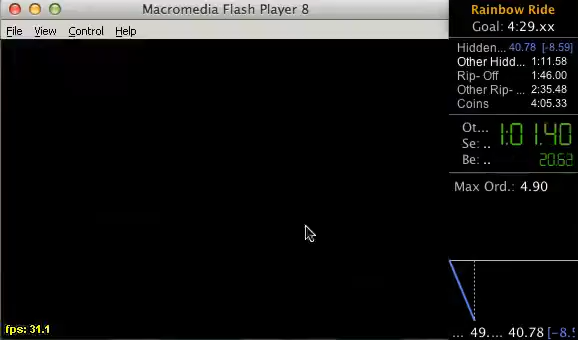 Macromedia Flash Player 8
File View Control Help
fps: 31.1
Rainbow Ride
Goal: 4:29.xx
Hidden... 40.78 [-8.59]
Other Hidd... 1:11.58
Rip- Off 1:46.00
Other Rip- ... 2:35.48
Coins 4:05.33
Ot...
1:01.40
Se: ..
Be: .. 20.62
Max Ord.: 4.90
... 49.... 40.78 [-8.5